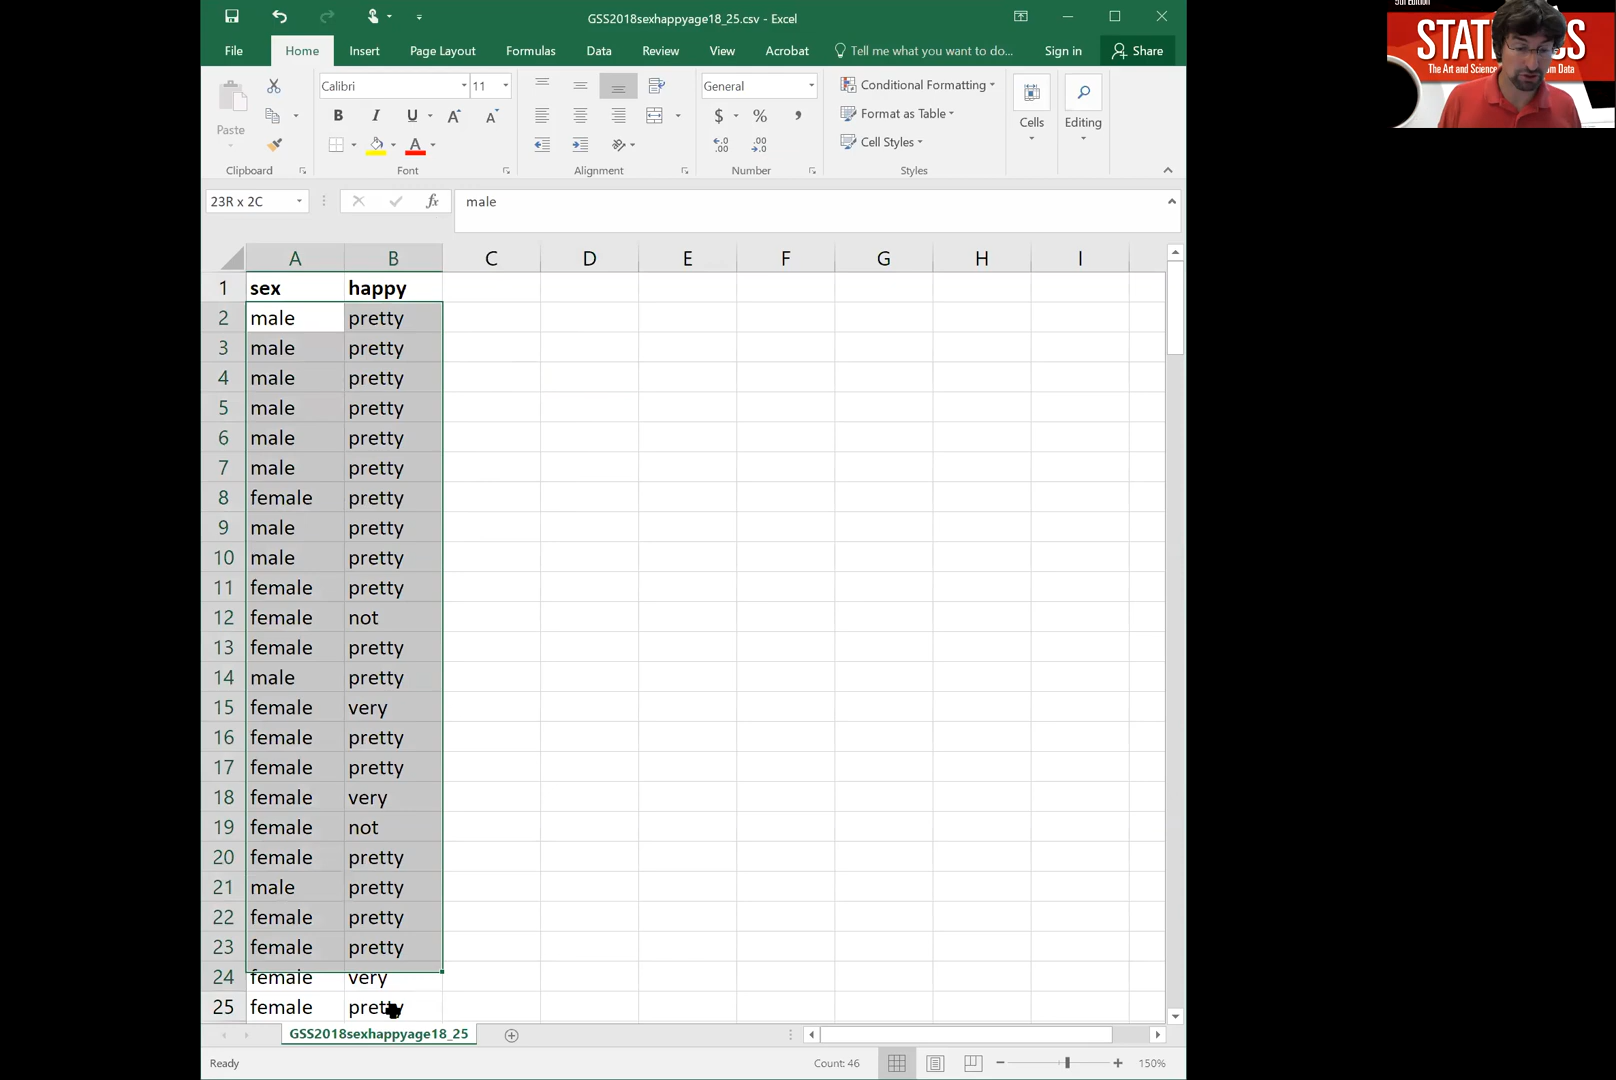 GSS2018sexhappyage18_25.csv - Excel
5th Edition
File Home Insert Page Layout Formulas Data Review View Acrobat Tell me what you want to do... Sign in Share
The Art and Science
Data
Calibri 11 General Conditional Formatting
Format as Table
Cell Styles
Paste B I U A A $ % , Cells Editing
Clipboard Font Alignment Number Styles
23R x 2C fx male
A B C D E F G H I
1 sex happy
2 male pretty
3 male pretty
4 male pretty
5 male pretty
6 male pretty
7 male pretty
8 female pretty
9 male pretty
10 male pretty
11 female pretty
12 female not
13 female pretty
14 male pretty
15 female very
16 female pretty
17 female pretty
18 female very
19 female not
20 female pretty
21 male pretty
22 female pretty
23 female pretty
24 female very
25 female pretty
GSS2018sexhappyage18_25
Ready Count: 46 150%